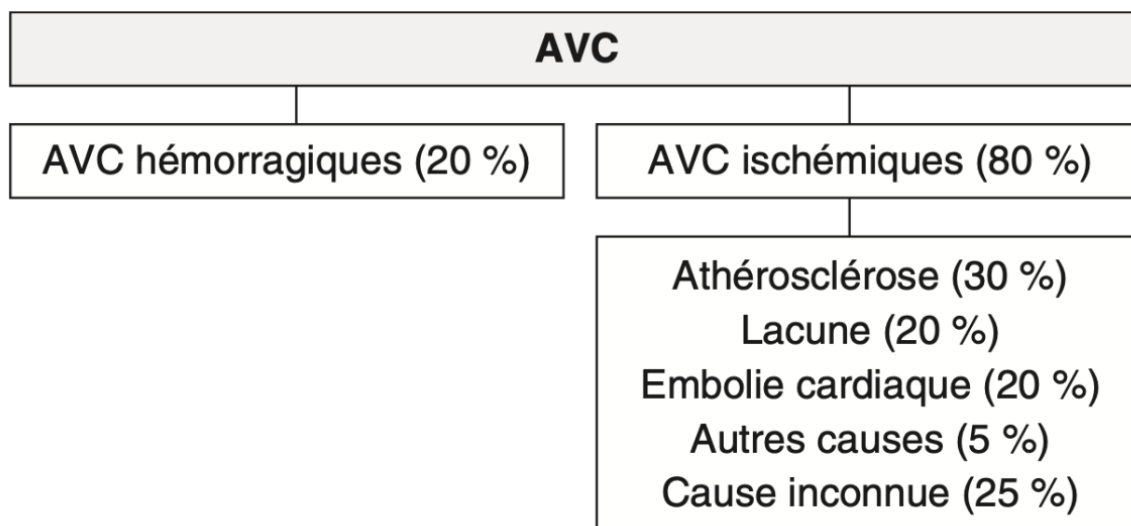 AVC
AVC hémorragiques (20 %)
AVC ischémiques (80 %)
Athérosclérose (30 %)
Lacune (20 %)
Embolie cardiaque (20 %)
Autres causes (5 %)
Cause inconnue (25 %)